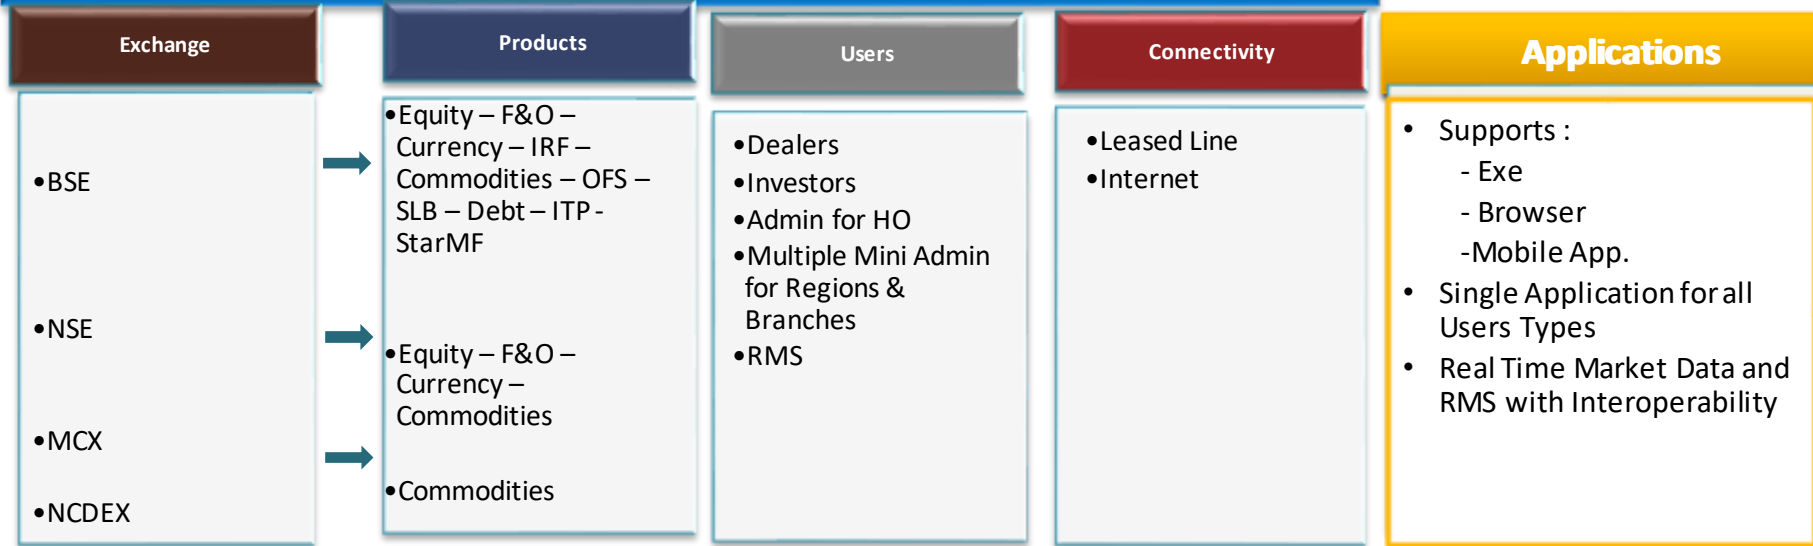 Exchange
•BSE
•NSE
•MCX
•NCDEX
Products
•Equity – F&O –
Currency – IRF –
Commodities – OFS –
SLB – Debt – ITP -
StarMF
•Equity – F&O –
Currency –
Commodities
•Commodities
Users
•Dealers
•Investors
•Admin for HO
•Multiple Mini Admin
for Regions &
Branches
•RMS
Connectivity
•Leased Line
•Internet
Applications
• Supports :
- Exe
- Browser
-Mobile App.
• Single Application for all
Users Types
• Real Time Market Data and
RMS with Interoperability